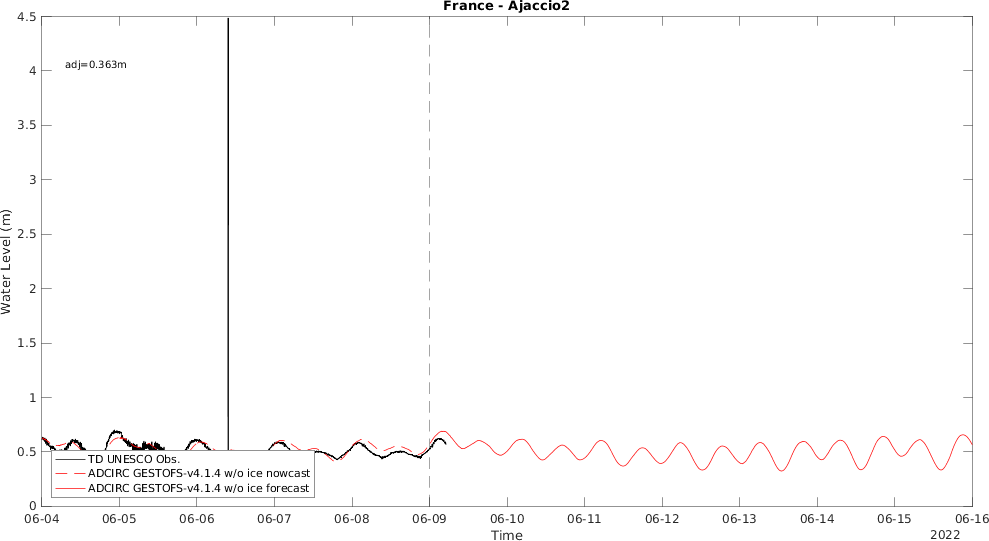 France - Ajaccio2
4.5
adj=0.363m
4
3.5
3
2.5
2
1.5
1
0.5
0
Water Level (m)
TD UNESCO Obs.
ADCIRC GESTOFS-v4.1.4 w/o ice nowcast
ADCIRC GESTOFS-v4.1.4 w/o ice forecast
06-04 06-05 06-06 06-07 06-08 06-09 06-10 06-11 06-12 06-13 06-14 06-15 06-16
Time
2022